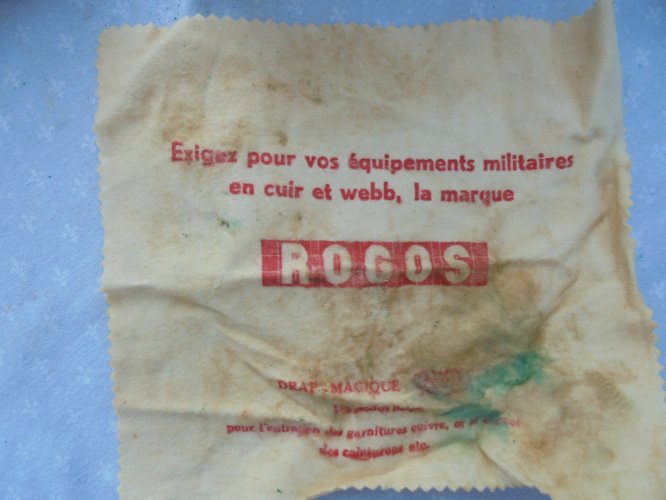 Exigez pour vos équipements militaires
en cuir et webb, la marque
ROGOS
DRAP-MAGIQUE
produit
pour l'entretien des garnitures cuivre, et
des ceinturons etc.